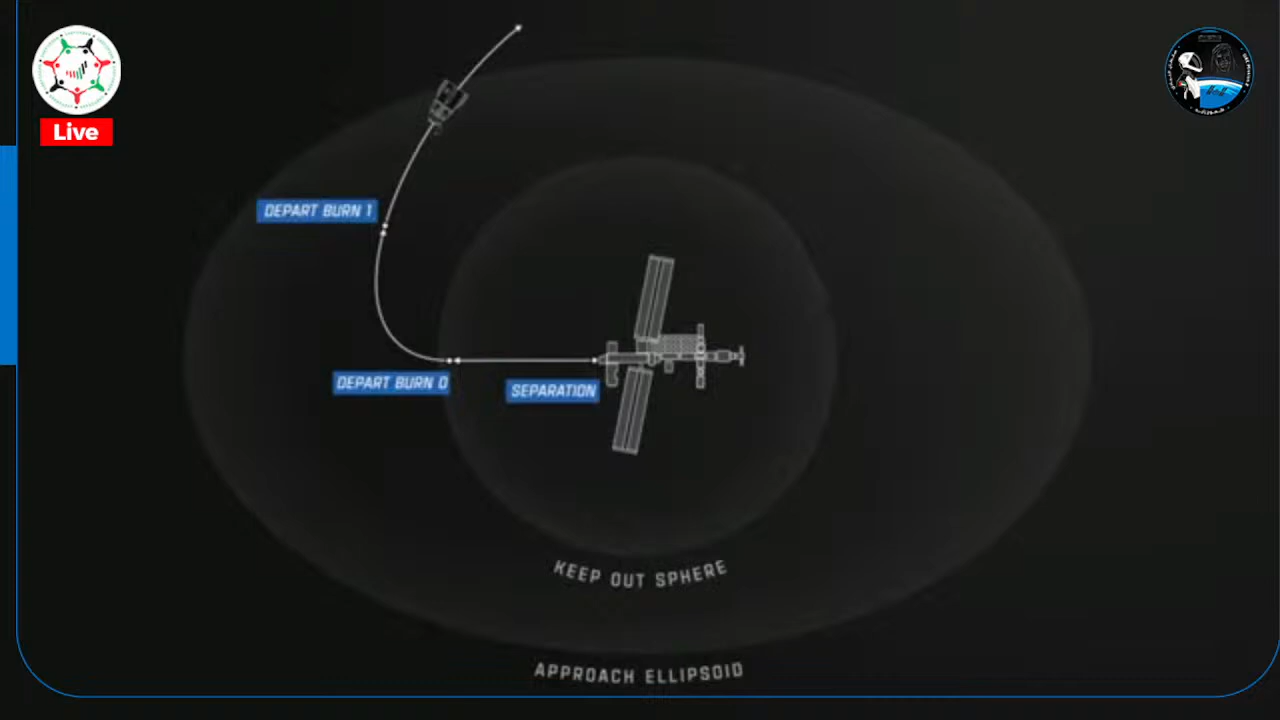 Live
DEPART BURN 1
DEPART BURN 0
SEPARATION
KEEP OUT SPHERE
APPROACH ELLIPSOID